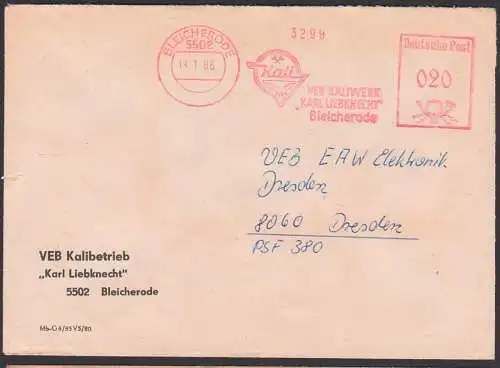 BLEICHERODE
5502
14.1.86
3299
Kali
VEB KALIWERK
„KARL LIEBKNECHT"
Bleicherode
Deutsche Post
020
VEB EAW Elektronik
Dresden
8060 Dresden
PSF 380
VEB Kalibetrieb
„Karl Liebknecht"
5502 Bleicherode